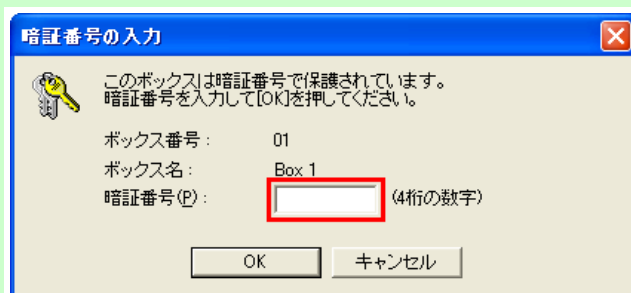 暗証番号の入力
このボックスは暗証番号で保護されています。
暗証番号を入力して[OK]を押してください。
ボックス番号: 01
ボックス名: Box 1
暗証番号(P): (4桁の数字)
OK キャンセル